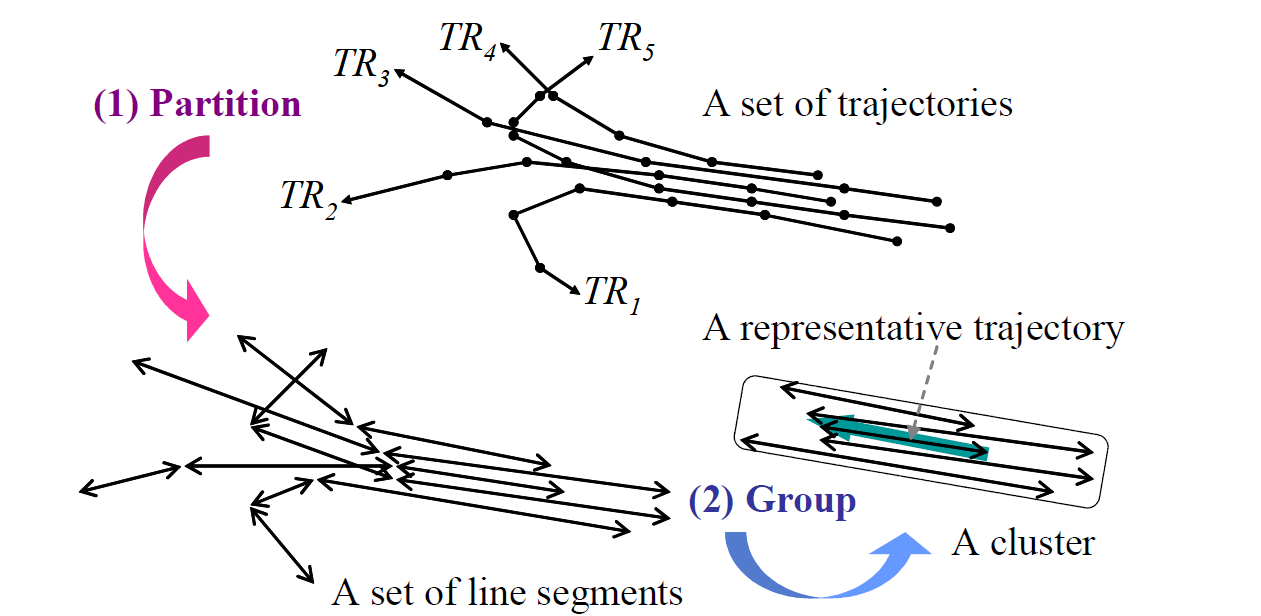 TR₄
TR₅
TR₃
(1) Partition
A set of trajectories
TR₂
TR₁
A representative trajectory
(2) Group
A cluster
A set of line segments